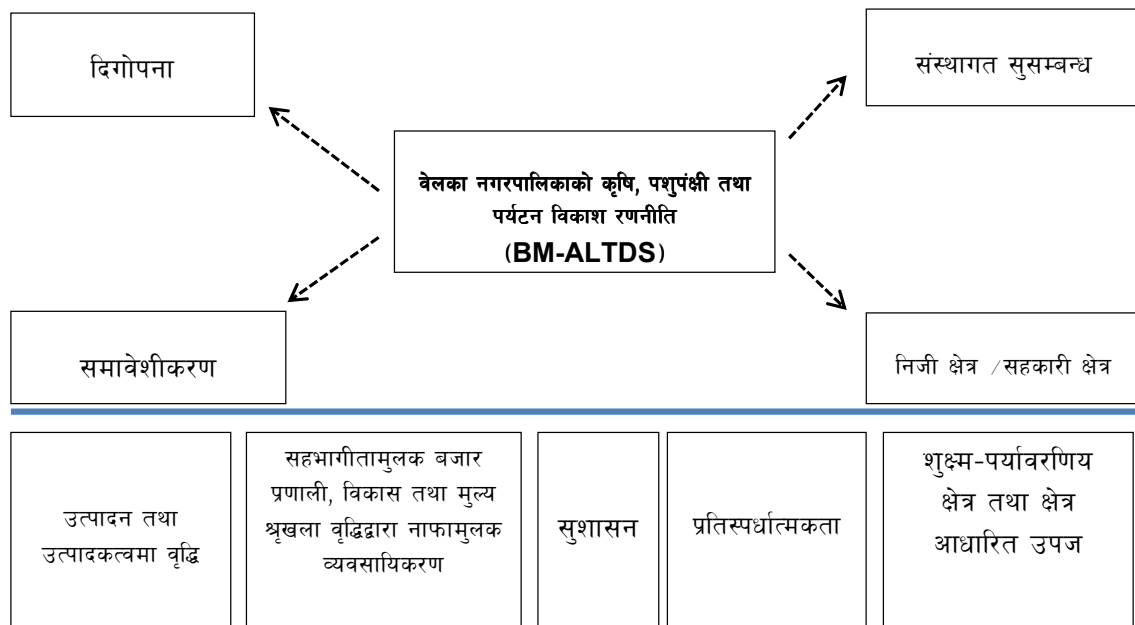 दिगोपना
संस्थागत सुसम्बन्ध
बेलका नगरपालिकाको कृषि, पशुपंक्षी तथा
पर्यटन विकाश रणनीति
(BM-ALTDS)
समावेशीकरण
निजी क्षेत्र /सहकारी क्षेत्र
उत्पादन तथा
उत्पादकत्वमा वृद्धि
सहभागीतामुलक बजार
प्रणाली, विकास तथा मुल्य
श्रृखला वृद्धिद्वारा नाफामुलक
व्यवसायिकरण
सुशासन
प्रतिस्पर्धात्मकता
शुक्ष्म-पर्यावरणिय
क्षेत्र तथा क्षेत्र
आधारित उपज